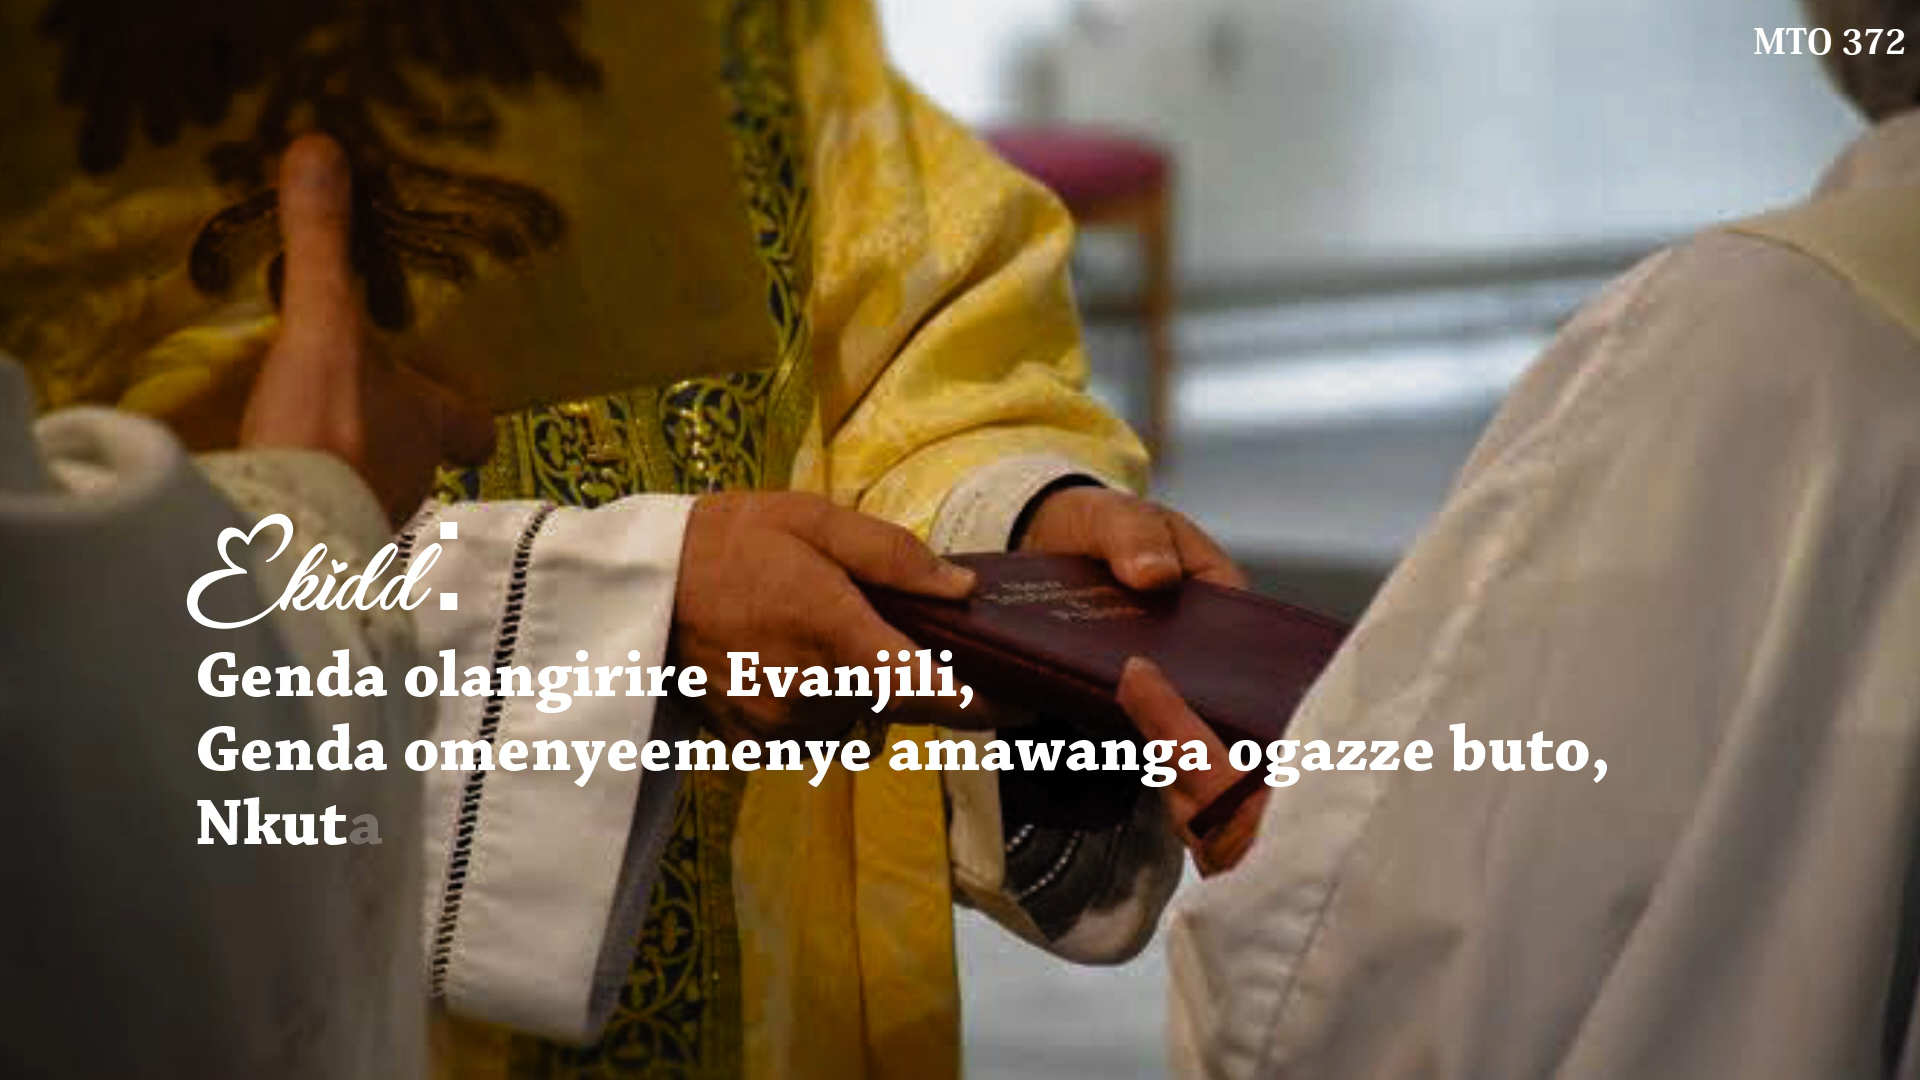 MTO 372
Ekidd:
Genda olangirire Evanjili,
Genda omenyeemenye amawanga ogazze buto,
Nkuta